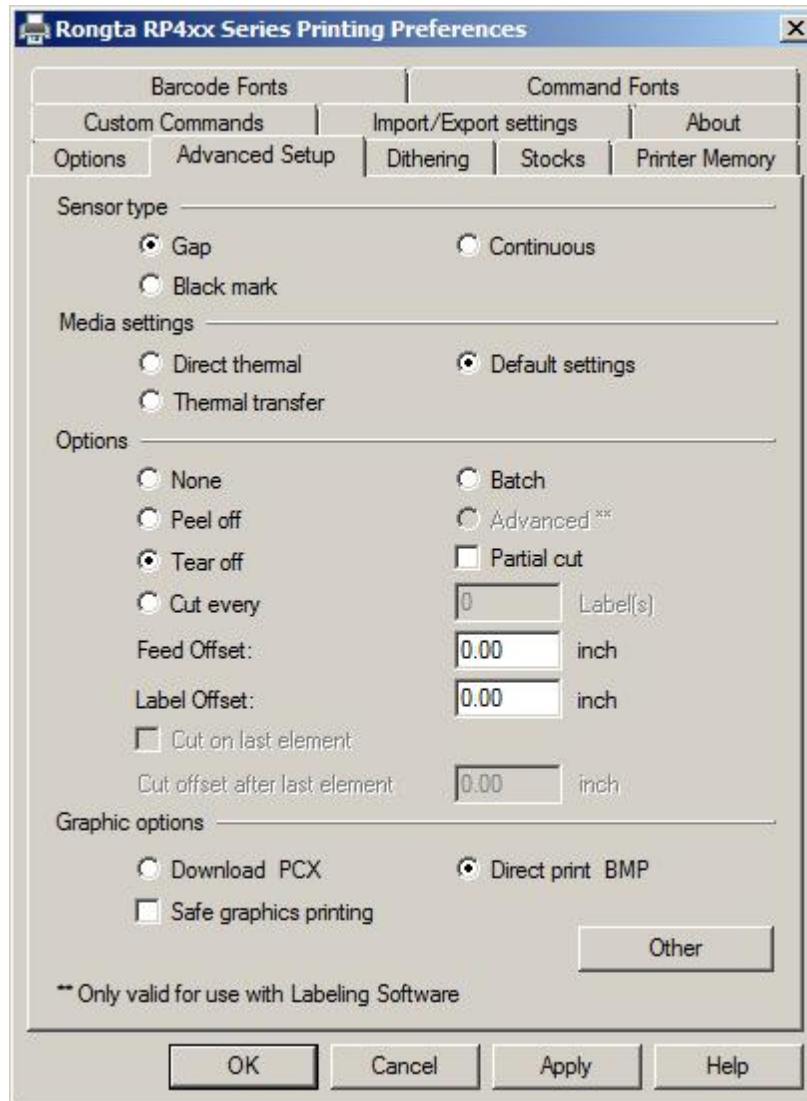 Rongta RP4xx Series Printing Preferences
Barcode Fonts Command Fonts
Custom Commands Import/Export settings About
Options Advanced Setup Dithering Stocks Printer Memory
Sensor type
Gap Continuous
Black mark
Media settings
Direct thermal Default settings
Thermal transfer
Options
None Batch
Peel off Advanced **
Tear off Partial cut
Cut every 0 Label(s)
Feed Offset: 0.00 inch
Label Offset: 0.00 inch
Cut on last element
Cut offset after last element 0.00 inch
Graphic options
Download PCX Direct print BMP
Safe graphics printing
Other
** Only valid for use with Labeling Software
OK Cancel Apply Help